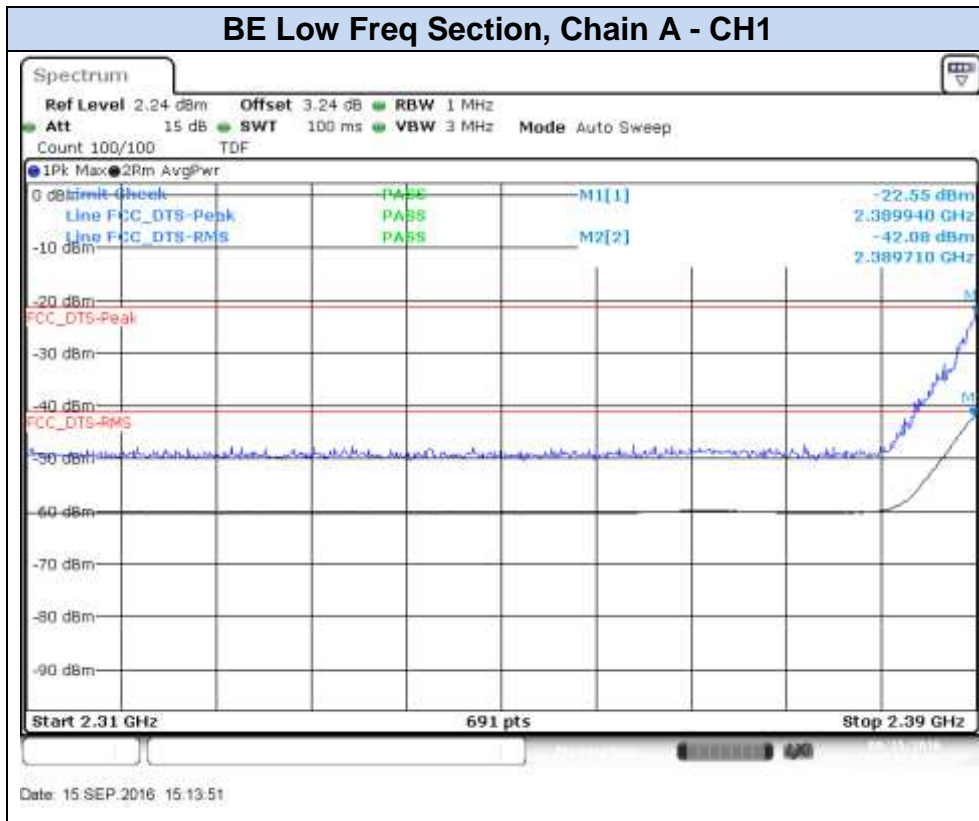 BE Low Freq Section, Chain A - CH1
Spectrum
Ref Level 2.24 dBm Offset 3.24 dB RBW 1 MHz
Att 15 dB SWT 100 ms VBW 3 MHz Mode Auto Sweep
Count 100/100 TDF
1Pk Max 2Rm AvgPwr
0 dBm Limit Check PASS M1[1] -22.55 dBm
Line FCC_DTS-Peak PASS 2.389940 GHz
Line FCC_DTS-RMS PASS M2[2] -42.08 dBm
-10 dBm 2.389710 GHz
-20 dBm M
FCC_DTS-Peak
-30 dBm
-40 dBm M
FCC_DTS-RMS
-50 dBm
-60 dBm
-70 dBm
-80 dBm
-90 dBm
Start 2.31 GHz 691 pts Stop 2.39 GHz
Date: 15.SEP.2016 15:13:51